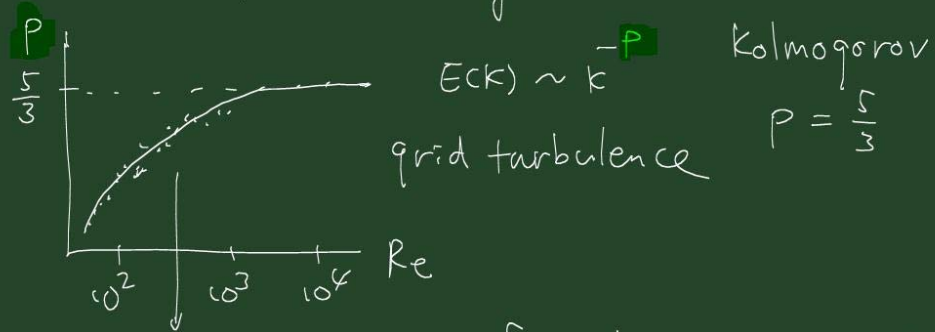 P
5/3
E(K) ~ k^-P
Kolmogorov
P = 5/3
grid turbulence
10^2
10^3
10^4
Re